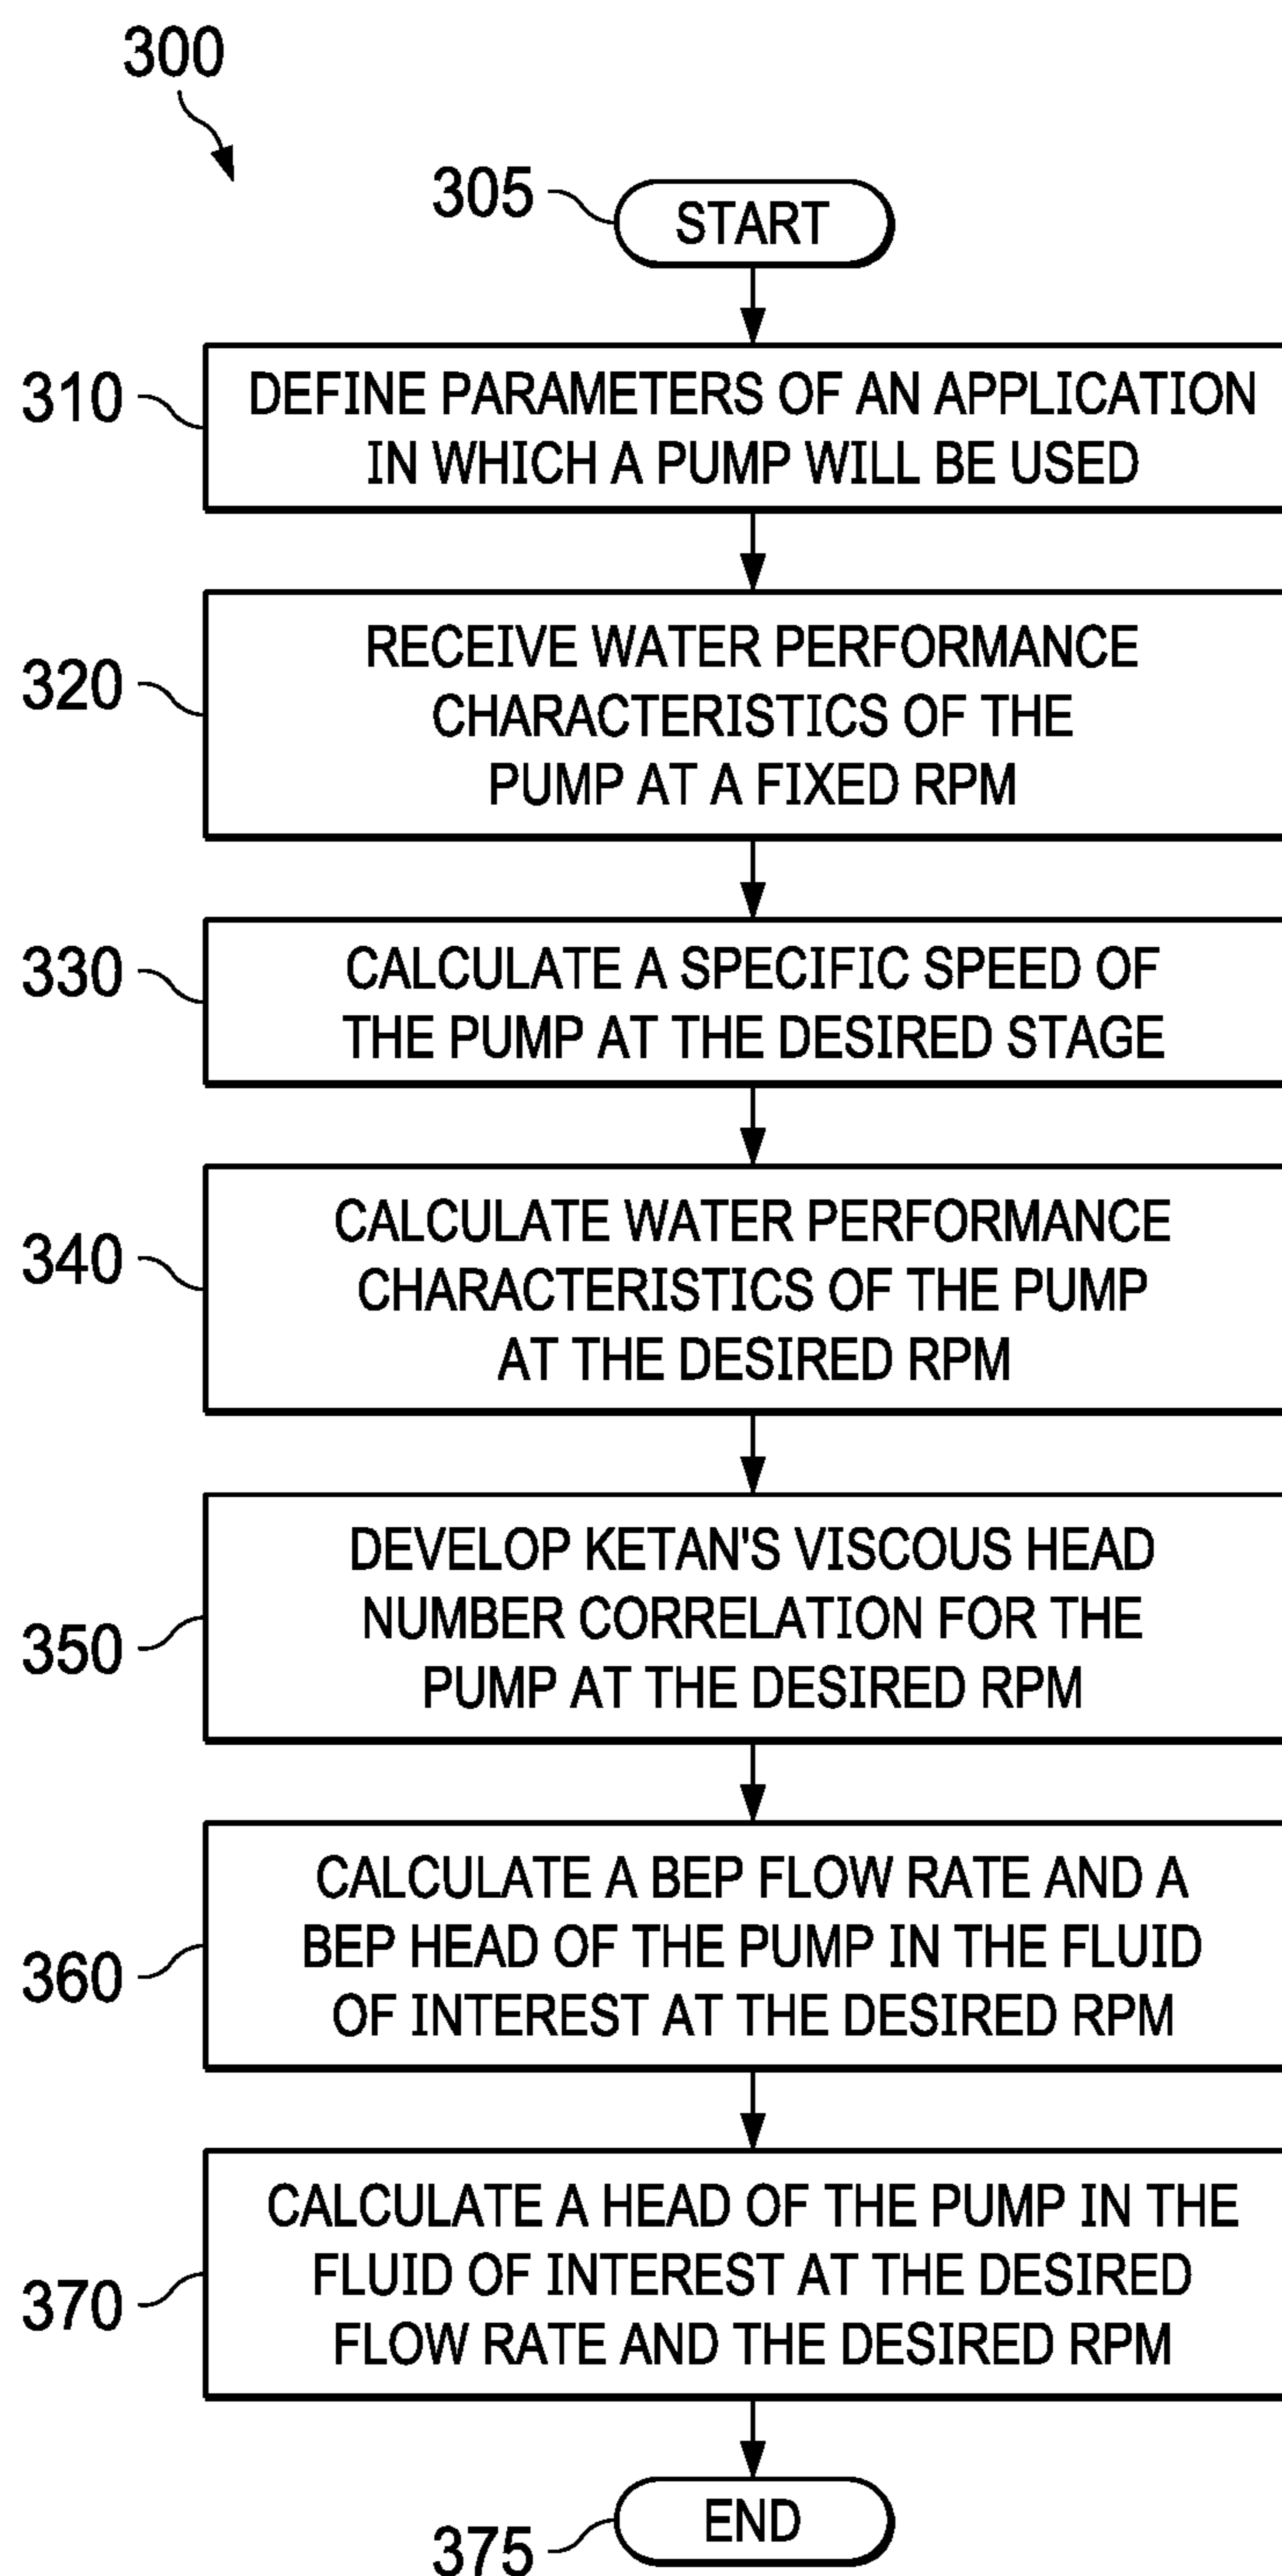 300
305
START
310
DEFINE PARAMETERS OF AN APPLICATION
IN WHICH A PUMP WILL BE USED
320
RECEIVE WATER PERFORMANCE
CHARACTERISTICS OF THE
PUMP AT A FIXED RPM
330
CALCULATE A SPECIFIC SPEED OF
THE PUMP AT THE DESIRED STAGE
340
CALCULATE WATER PERFORMANCE
CHARACTERISTICS OF THE PUMP
AT THE DESIRED RPM
350
DEVELOP KETAN'S VISCOUS HEAD
NUMBER CORRELATION FOR THE
PUMP AT THE DESIRED RPM
360
CALCULATE A BEP FLOW RATE AND A
BEP HEAD OF THE PUMP IN THE FLUID
OF INTEREST AT THE DESIRED RPM
370
CALCULATE A HEAD OF THE PUMP IN THE
FLUID OF INTEREST AT THE DESIRED
FLOW RATE AND THE DESIRED RPM
375
END